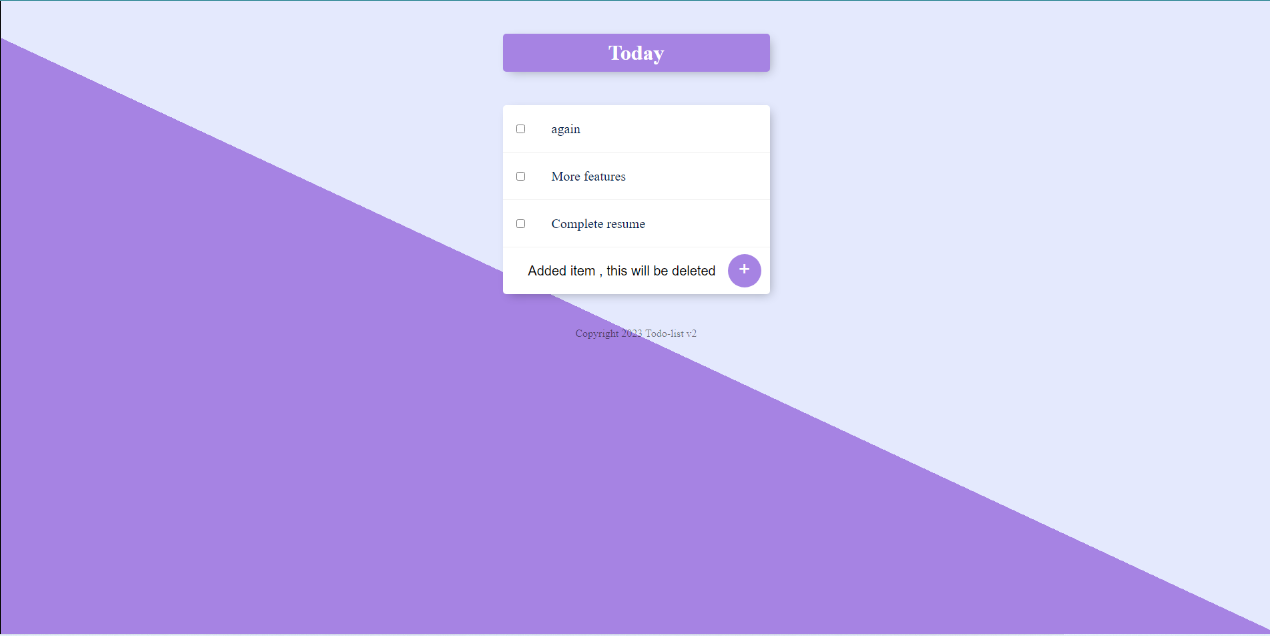 Today
again
More features
Complete resume
Added item , this will be deleted
+
Copyright 2023 Todo-list v2